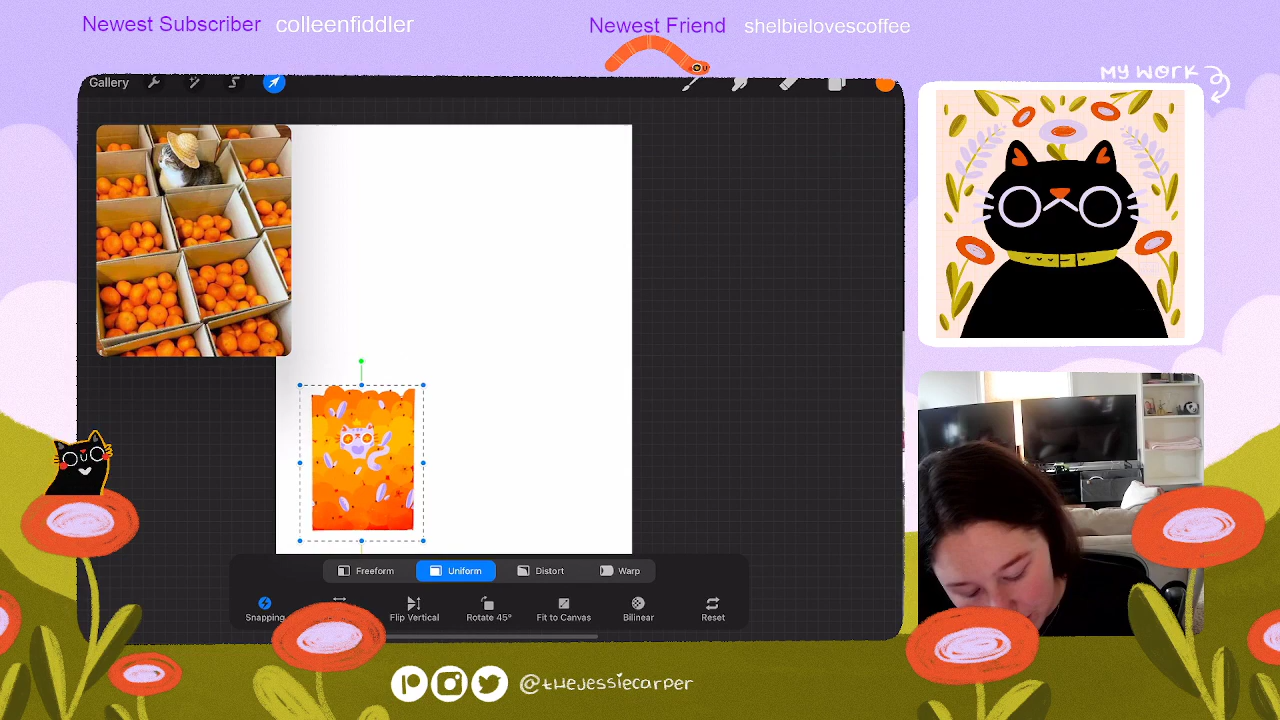 Newest Subscriber colleenfiddler
Newest Friend shelbielovescoffee
MY WORK
Gallery
Freeform Uniform Distort Warp
Snapping Flip Vertical Rotate 45° Fit to Canvas Bilinear Reset
@tHeJessiecarper